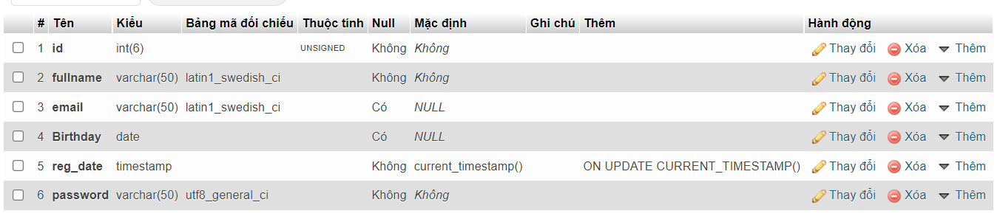 # Tên Kiểu Bảng mã đối chiếu Thuộc tính Null Mặc định Ghi chú Thêm Hành động
1 id int(6) UNSIGNED Không Không Thay đổi Xóa Thêm
2 fullname varchar(50) latin1_swedish_ci Không Không Thay đổi Xóa Thêm
3 email varchar(50) latin1_swedish_ci Có NULL Thay đổi Xóa Thêm
4 Birthday date Có NULL Thay đổi Xóa Thêm
5 reg_date timestamp Không current_timestamp() ON UPDATE CURRENT_TIMESTAMP() Thay đổi Xóa Thêm
6 password varchar(50) utf8_general_ci Không Không Thay đổi Xóa Thêm